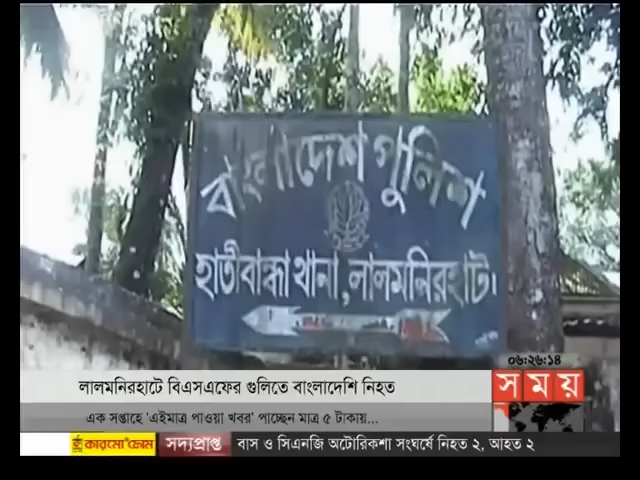 বাংলাদেশ পুলিশ
হাতীবান্ধা থানা, লালমনিরহাট।
০৬:২৬:১৪
লালমনিরহাটে বিএসএফের গুলিতে বাংলাদেশি নিহত
সময়
এক সপ্তাহে 'এইমাত্র পাওয়া খবর' পাচ্ছেন মাত্র ৫ টাকায়...
কারমো ফোম
সদ্যপ্রাপ্ত
বাস ও সিএনজি অটোরিকশা সংঘর্ষে নিহত ২, আহত ২